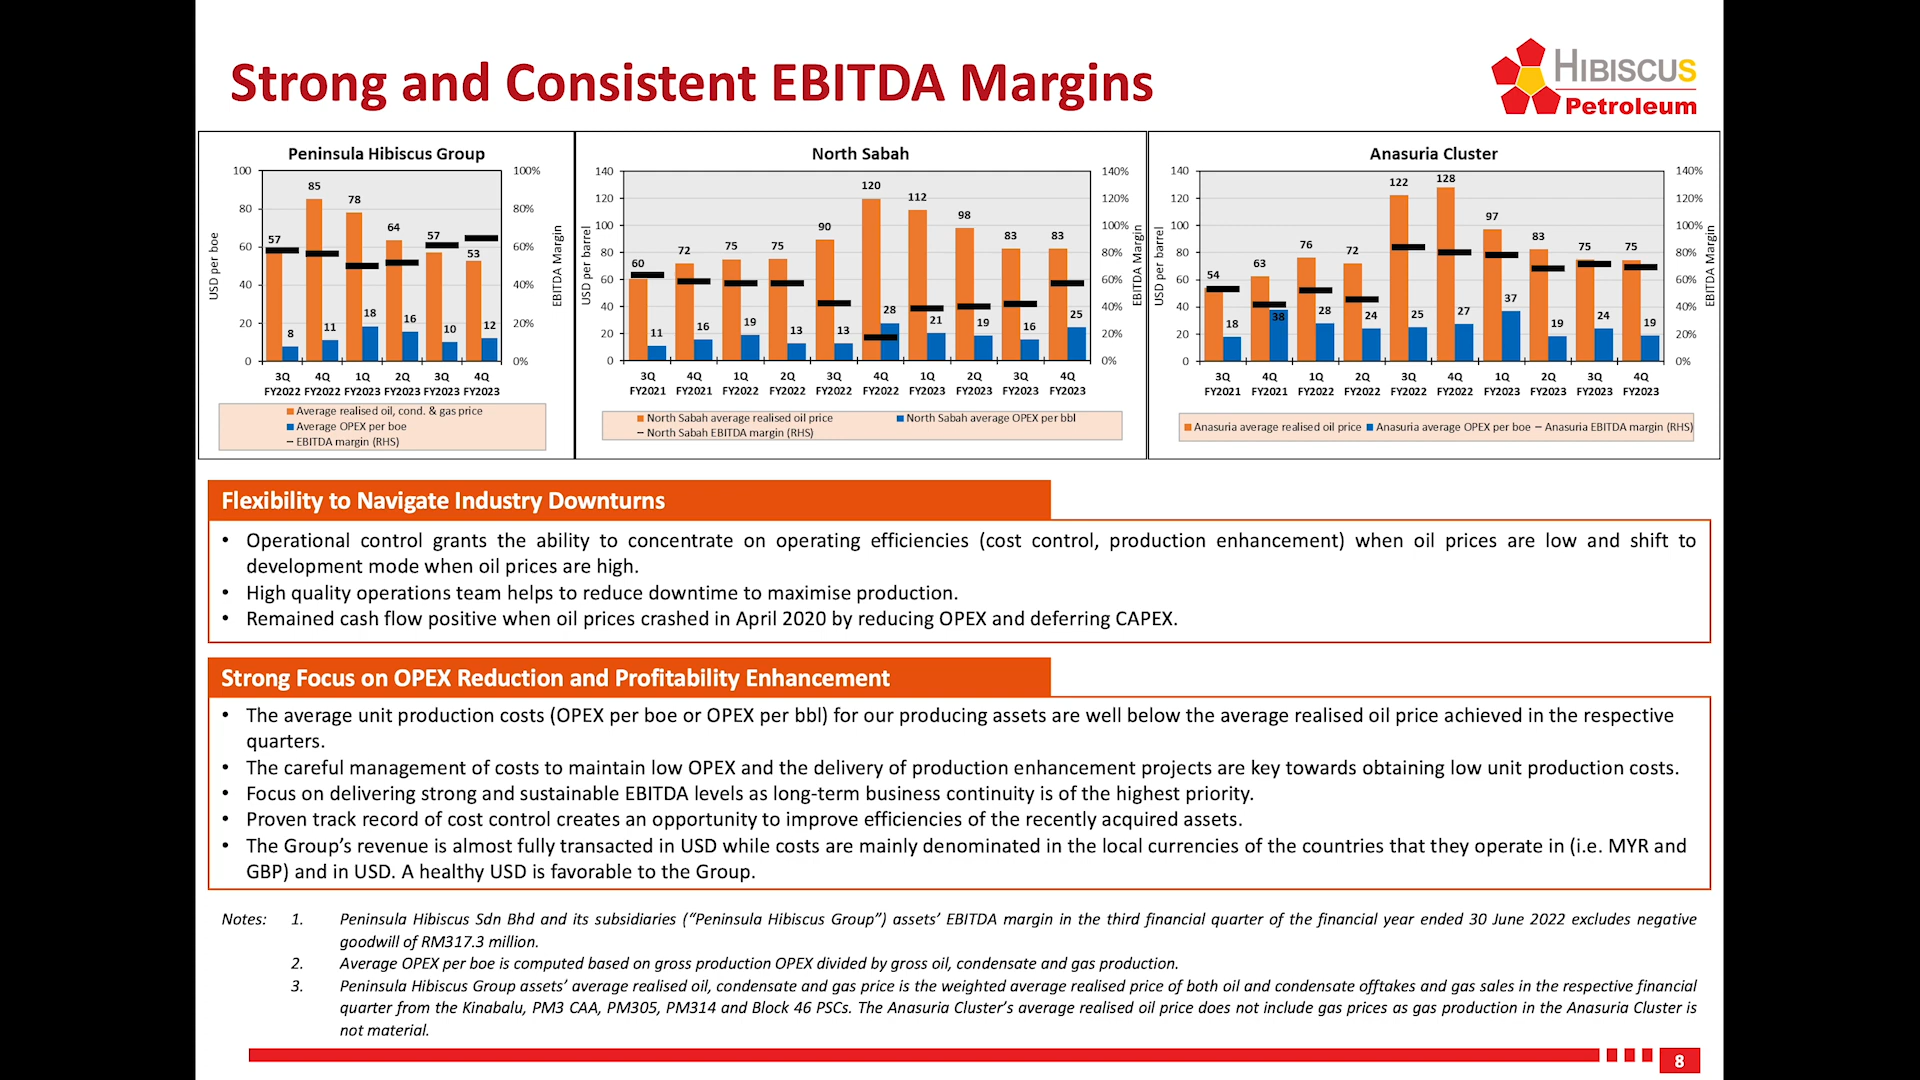 Strong and Consistent EBITDA Margins
HIBISCUS
Petroleum
Peninsula Hibiscus Group
USD per boe
EBITDA Margin
100
80
60
40
20
0
100%
80%
60%
40%
20%
0%
57
85
78
64
57
53
8
11
18
16
10
12
3Q 4Q 1Q 2Q 3Q 4Q
FY2022 FY2022 FY2023 FY2023 FY2023 FY2023
Average realised oil, cond. & gas price
Average OPEX per boe
EBITDA margin (RHS)
North Sabah
USD per barrel
EBITDA Margin
140
120
100
80
60
40
20
0
140%
120%
100%
80%
60%
40%
20%
0%
60
72
75
75
90
120
112
98
83
83
11
16
19
13
13
28
21
19
16
25
3Q 4Q 1Q 2Q 3Q 4Q 1Q 2Q 3Q 4Q
FY2021 FY2021 FY2022 FY2022 FY2022 FY2022 FY2023 FY2023 FY2023 FY2023
North Sabah average realised oil price North Sabah average OPEX per bbl
North Sabah EBITDA margin (RHS)
Anasuria Cluster
USD per barrel
EBITDA Margin
140
120
100
80
60
40
20
0
140%
120%
100%
80%
60%
40%
20%
0%
54
63
76
72
122
128
97
83
75
75
18
38
28
24
25
27
37
19
24
19
3Q 4Q 1Q 2Q 3Q 4Q 1Q 2Q 3Q 4Q
FY2021 FY2021 FY2022 FY2022 FY2022 FY2022 FY2023 FY2023 FY2023 FY2023
Anasuria average realised oil price Anasuria average OPEX per boe Anasuria EBITDA margin (RHS)
Flexibility to Navigate Industry Downturns
• Operational control grants the ability to concentrate on operating efficiencies (cost control, production enhancement) when oil prices are low and shift to
development mode when oil prices are high.
• High quality operations team helps to reduce downtime to maximise production.
• Remained cash flow positive when oil prices crashed in April 2020 by reducing OPEX and deferring CAPEX.
Strong Focus on OPEX Reduction and Profitability Enhancement
• The average unit production costs (OPEX per boe or OPEX per bbl) for our producing assets are well below the average realised oil price achieved in the respective
quarters.
• The careful management of costs to maintain low OPEX and the delivery of production enhancement projects are key towards obtaining low unit production costs.
• Focus on delivering strong and sustainable EBITDA levels as long-term business continuity is of the highest priority.
• Proven track record of cost control creates an opportunity to improve efficiencies of the recently acquired assets.
• The Group’s revenue is almost fully transacted in USD while costs are mainly denominated in the local currencies of the countries that they operate in (i.e. MYR and
GBP) and in USD. A healthy USD is favorable to the Group.
Notes: 1. Peninsula Hibiscus Sdn Bhd and its subsidiaries (“Peninsula Hibiscus Group”) assets’ EBITDA margin in the third financial quarter of the financial year ended 30 June 2022 excludes negative
goodwill of RM317.3 million.
2. Average OPEX per boe is computed based on gross production OPEX divided by gross oil, condensate and gas production.
3. Peninsula Hibiscus Group assets’ average realised oil, condensate and gas price is the weighted average realised price of both oil and condensate offtakes and gas sales in the respective financial
quarter from the Kinabalu, PM3 CAA, PM305, PM314 and Block 46 PSCs. The Anasuria Cluster’s average realised oil price does not include gas prices as gas production in the Anasuria Cluster is
not material.
8